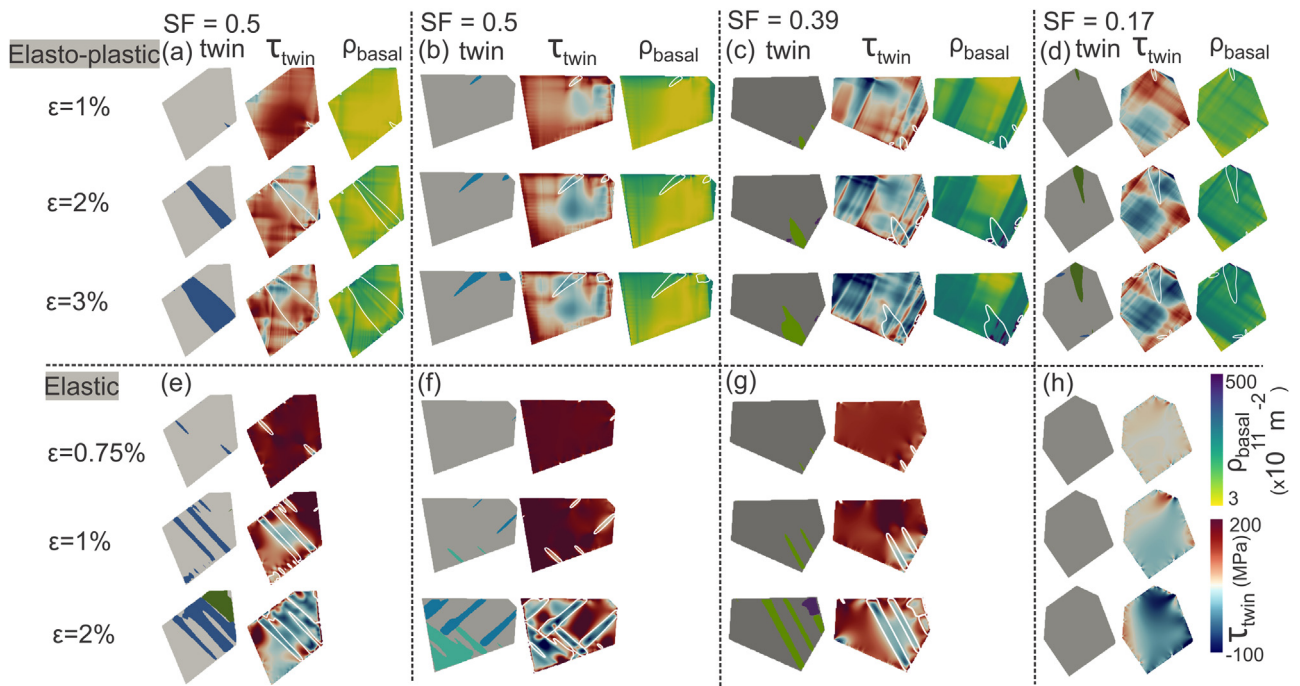 SF = 0.5 SF = 0.5 SF = 0.39 SF = 0.17
Elasto-plastic (a) twin τtwin ρbasal (b) twin τtwin ρbasal (c) twin τtwin ρbasal (d) twin τtwin ρbasal
ε=1%
ε=2%
ε=3%
Elastic (e) (f) (g) (h)
ε=0.75%
ε=1%
ε=2%
500
ρbasal
(x10^11 m^-2)
3
200
τtwin (MPa)
-100